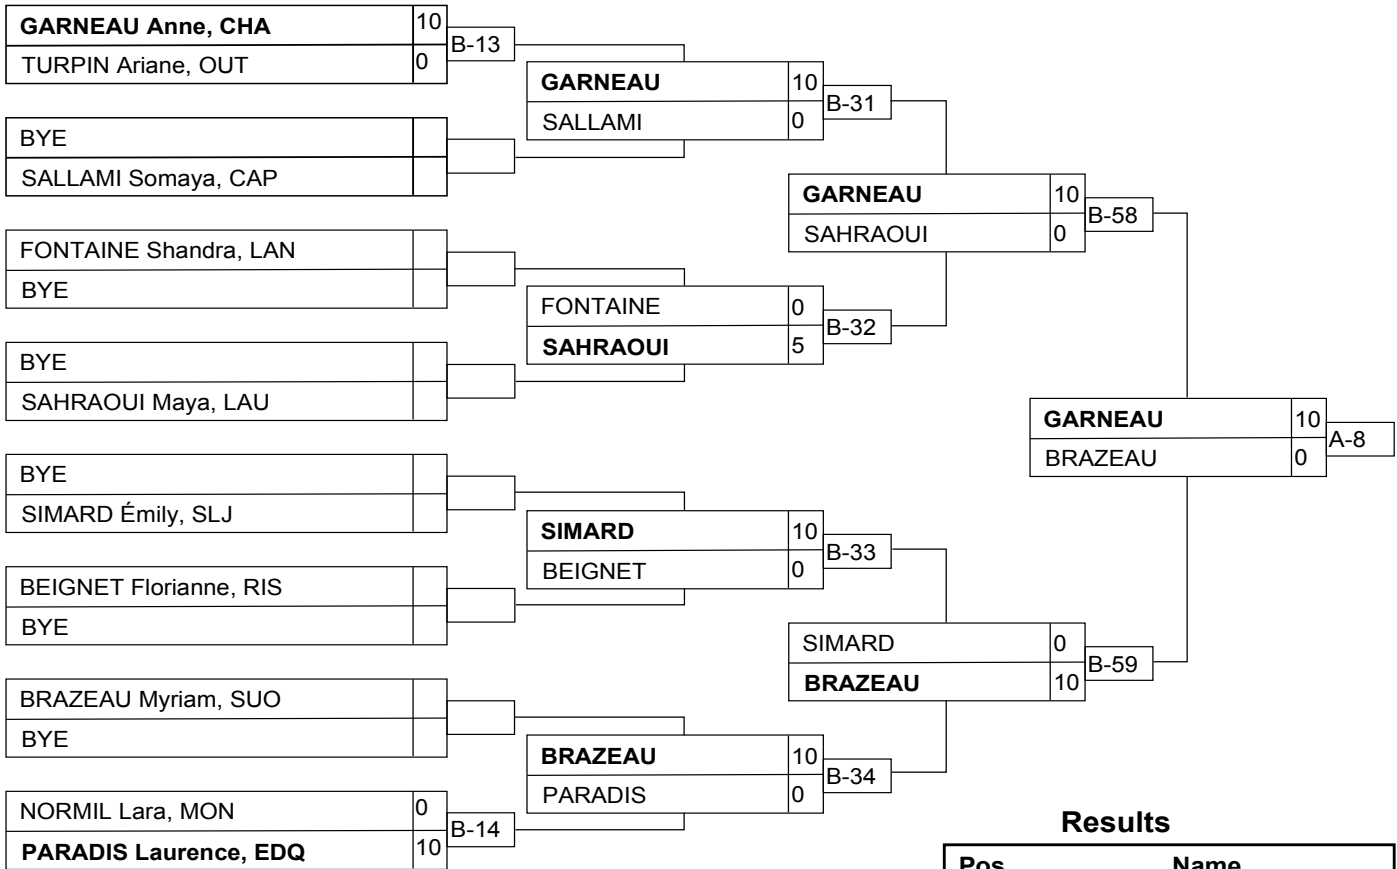 GARNEAU Anne, CHA 10
TURPIN Ariane, OUT 0
B-13
BYE
SALLAMI Somaya, CAP
FONTAINE Shandra, LAN
BYE
BYE
SAHRAOUI Maya, LAU
BYE
SIMARD Émily, SLJ
BEIGNET Florianne, RIS
BYE
BRAZEAU Myriam, SUO
BYE
NORMIL Lara, MON 0
PARADIS Laurence, EDQ 10
B-14
GARNEAU 10
SALLAMI 0
B-31
FONTAINE 0
SAHRAOUI 5
B-32
SIMARD 10
BEIGNET 0
B-33
BRAZEAU 10
PARADIS 0
B-34
GARNEAU 10
SAHRAOUI 0
B-58
SIMARD 0
BRAZEAU 10
B-59
GARNEAU 10
BRAZEAU 0
A-8
Results
Pos Name